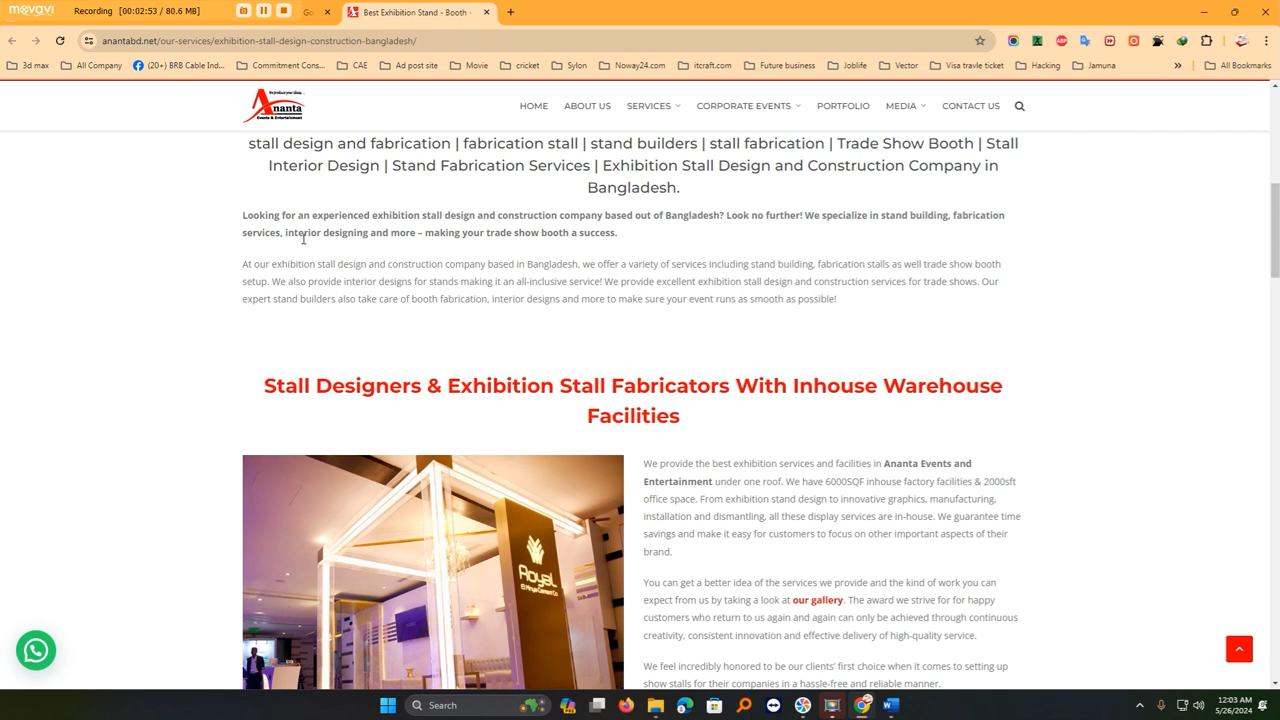 movavi
Recording [00:02:53 / 80.6 MB]
Go
Best Exhibition Stand - Booth -
anantabd.net/our-services/exhibition-stall-design-construction-bangladesh/
3d max
All Company
(20+) BRB Cable Ind...
Commitment Cons...
CAE
Ad post site
Movie
cricket
Sylon
Noway24.com
itcraft.com
Future business
Joblife
Vector
Visa travle ticket
Hacking
Jamuna
All Bookmarks
Ananta
Events & Entertainment
HOME
ABOUT US
SERVICES
CORPORATE EVENTS
PORTFOLIO
MEDIA
CONTACT US
stall design and fabrication | fabrication stall | stand builders | stall fabrication | Trade Show Booth | Stall
Interior Design | Stand Fabrication Services | Exhibition Stall Design and Construction Company in
Bangladesh.
Looking for an experienced exhibition stall design and construction company based out of Bangladesh? Look no further! We specialize in stand building, fabrication
services, interior designing and more – making your trade show booth a success.
At our exhibition stall design and construction company based in Bangladesh, we offer a variety of services including stand building, fabrication stalls as well trade show booth
setup. We also provide interior designs for stands making it an all-inclusive service! We provide excellent exhibition stall design and construction services for trade shows. Our
expert stand builders also take care of booth fabrication, interior designs and more to make sure your event runs as smooth as possible!
Stall Designers & Exhibition Stall Fabricators With Inhouse Warehouse
Facilities
Royal
We provide the best exhibition services and facilities in Ananta Events and
Entertainment under one roof. We have 6000SQF inhouse factory facilities & 2000sft
office space. From exhibition stand design to innovative graphics, manufacturing,
installation and dismantling, all these display services are in-house. We guarantee time
savings and make it easy for customers to focus on other important aspects of their
brand.
You can get a better idea of the services we provide and the kind of work you can
expect from us by taking a look at our gallery. The award we strive for for happy
customers who return to us again and again can only be achieved through continuous
creativity, consistent innovation and effective delivery of high-quality service.
We feel incredibly honored to be our clients' first choice when it comes to setting up
show stalls for their companies in a hassle-free and reliable manner.
Search
12:03 AM
5/26/2024